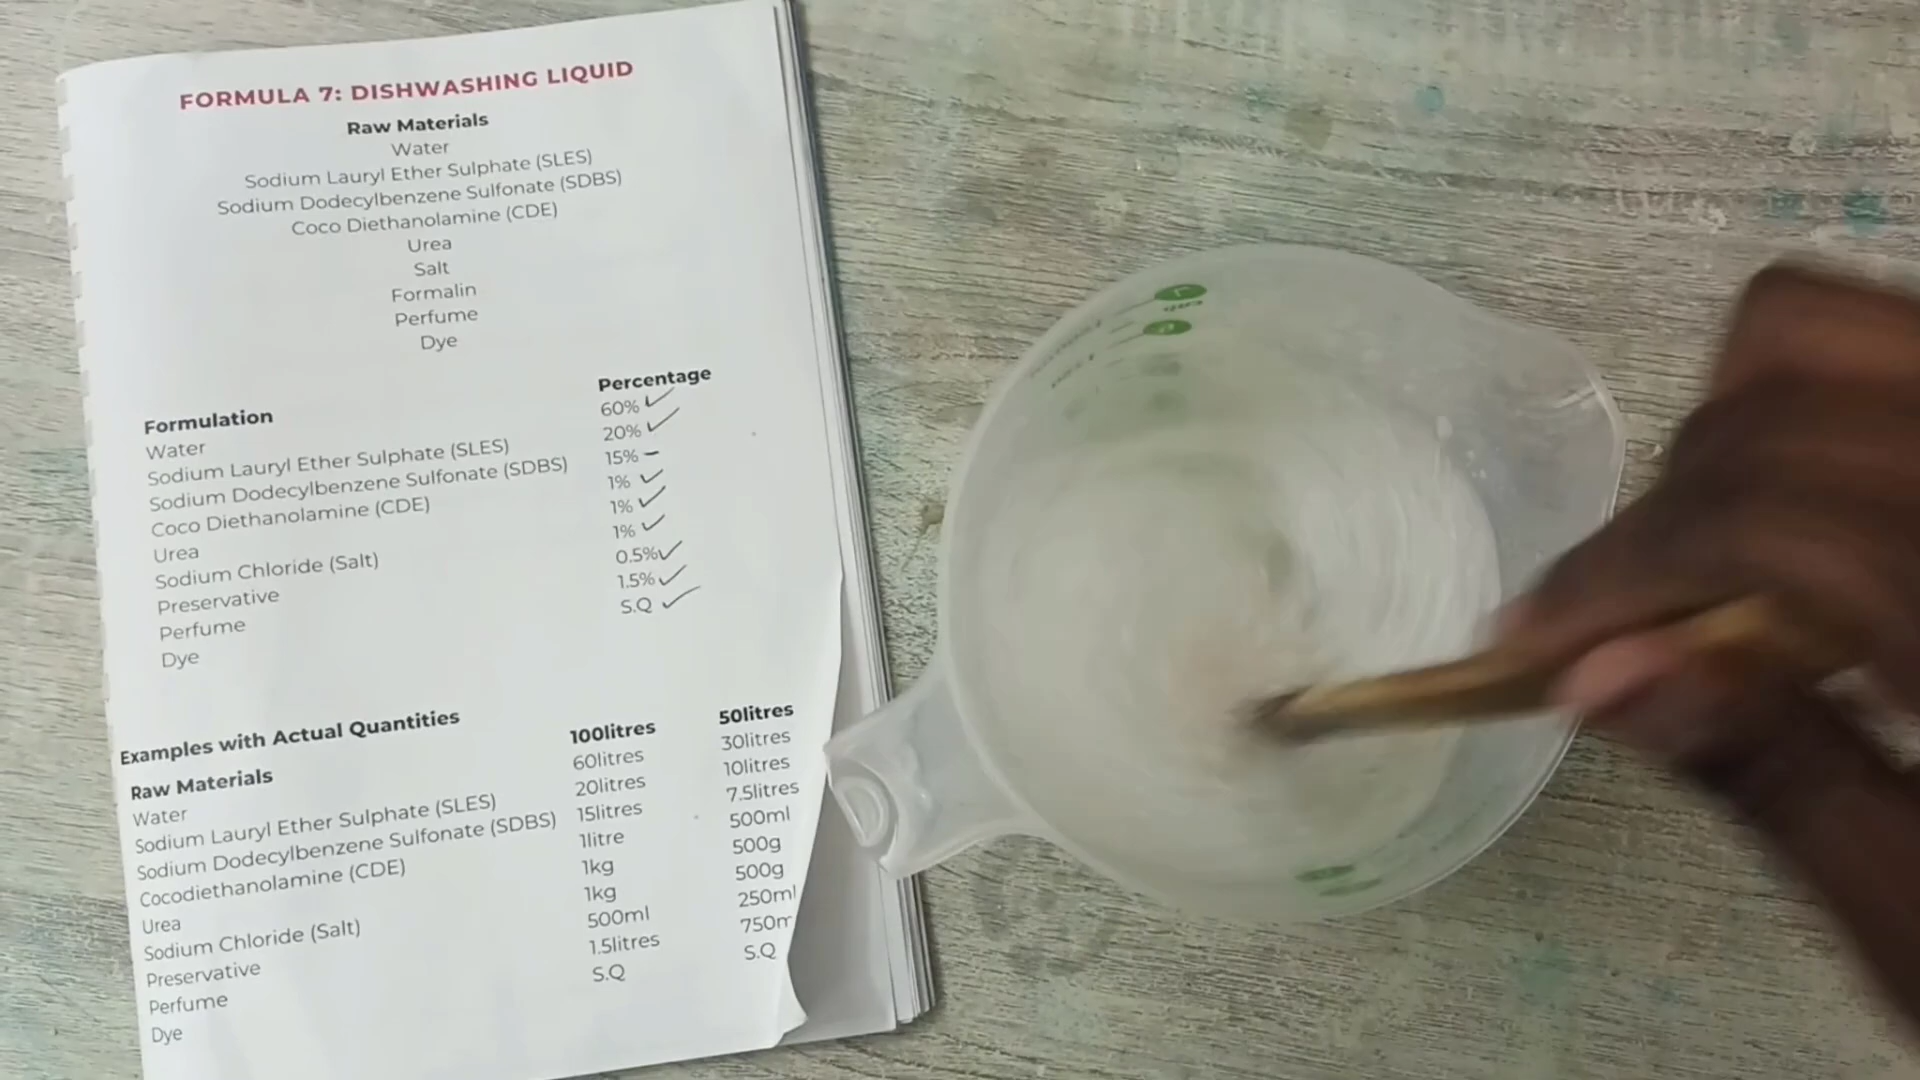 FORMULA 7: DISHWASHING LIQUID
Raw Materials
Water
Sodium Lauryl Ether Sulphate (SLES)
Sodium Dodecylbenzene Sulfonate (SDBS)
Coco Diethanolamine (CDE)
Urea
Salt
Formalin
Perfume
Dye
Formulation Percentage
Water 60%
Sodium Lauryl Ether Sulphate (SLES) 20%
Sodium Dodecylbenzene Sulfonate (SDBS) 15%
Coco Diethanolamine (CDE) 1%
Urea 1%
Sodium Chloride (Salt) 1%
Preservative 0.5%
Perfume 1.5%
Dye S.Q
Examples with Actual Quantities
Raw Materials 100litres 50litres
Water 60litres 30litres
Sodium Lauryl Ether Sulphate (SLES) 20litres 10litres
Sodium Dodecylbenzene Sulfonate (SDBS) 15litres 7.5litres
Cocodiethanolamine (CDE) 1litre 500ml
Urea 1kg 500g
Sodium Chloride (Salt) 1kg 500g
Preservative 500ml 250ml
Perfume 1.5litres 750m
Dye S.Q S.Q